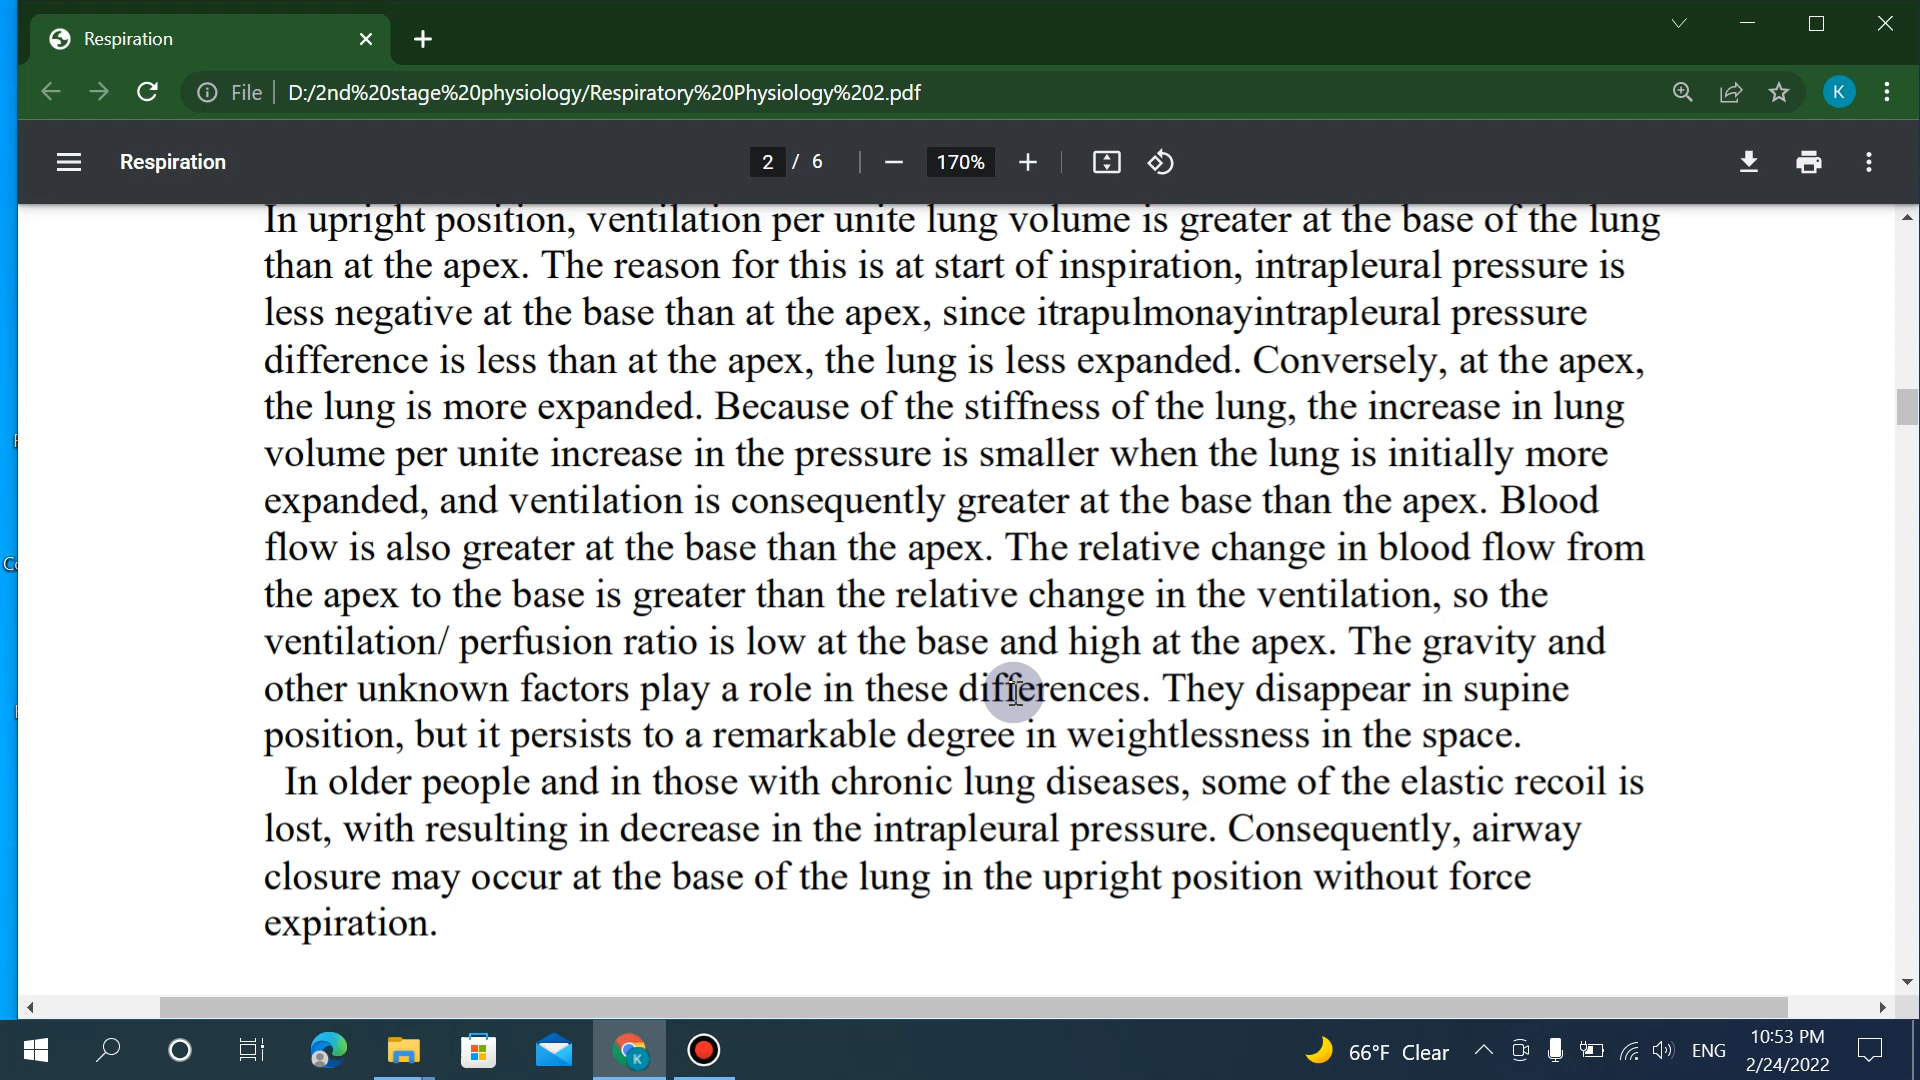 Respiration
File D:/2nd%20stage%20physiology/Respiratory%20Physiology%202.pdf
K
Respiration
2 / 6
170%
In upright position, ventilation per unite lung volume is greater at the base of the lung
than at the apex. The reason for this is at start of inspiration, intrapleural pressure is
less negative at the base than at the apex, since itrapulmonayintrapleural pressure
difference is less than at the apex, the lung is less expanded. Conversely, at the apex,
the lung is more expanded. Because of the stiffness of the lung, the increase in lung
volume per unite increase in the pressure is smaller when the lung is initially more
expanded, and ventilation is consequently greater at the base than the apex. Blood
flow is also greater at the base than the apex. The relative change in blood flow from
the apex to the base is greater than the relative change in the ventilation, so the
ventilation/ perfusion ratio is low at the base and high at the apex. The gravity and
other unknown factors play a role in these differences. They disappear in supine
position, but it persists to a remarkable degree in weightlessness in the space.
In older people and in those with chronic lung diseases, some of the elastic recoil is
lost, with resulting in decrease in the intrapleural pressure. Consequently, airway
closure may occur at the base of the lung in the upright position without force
expiration.
K
66°F Clear
ENG
10:53 PM
2/24/2022